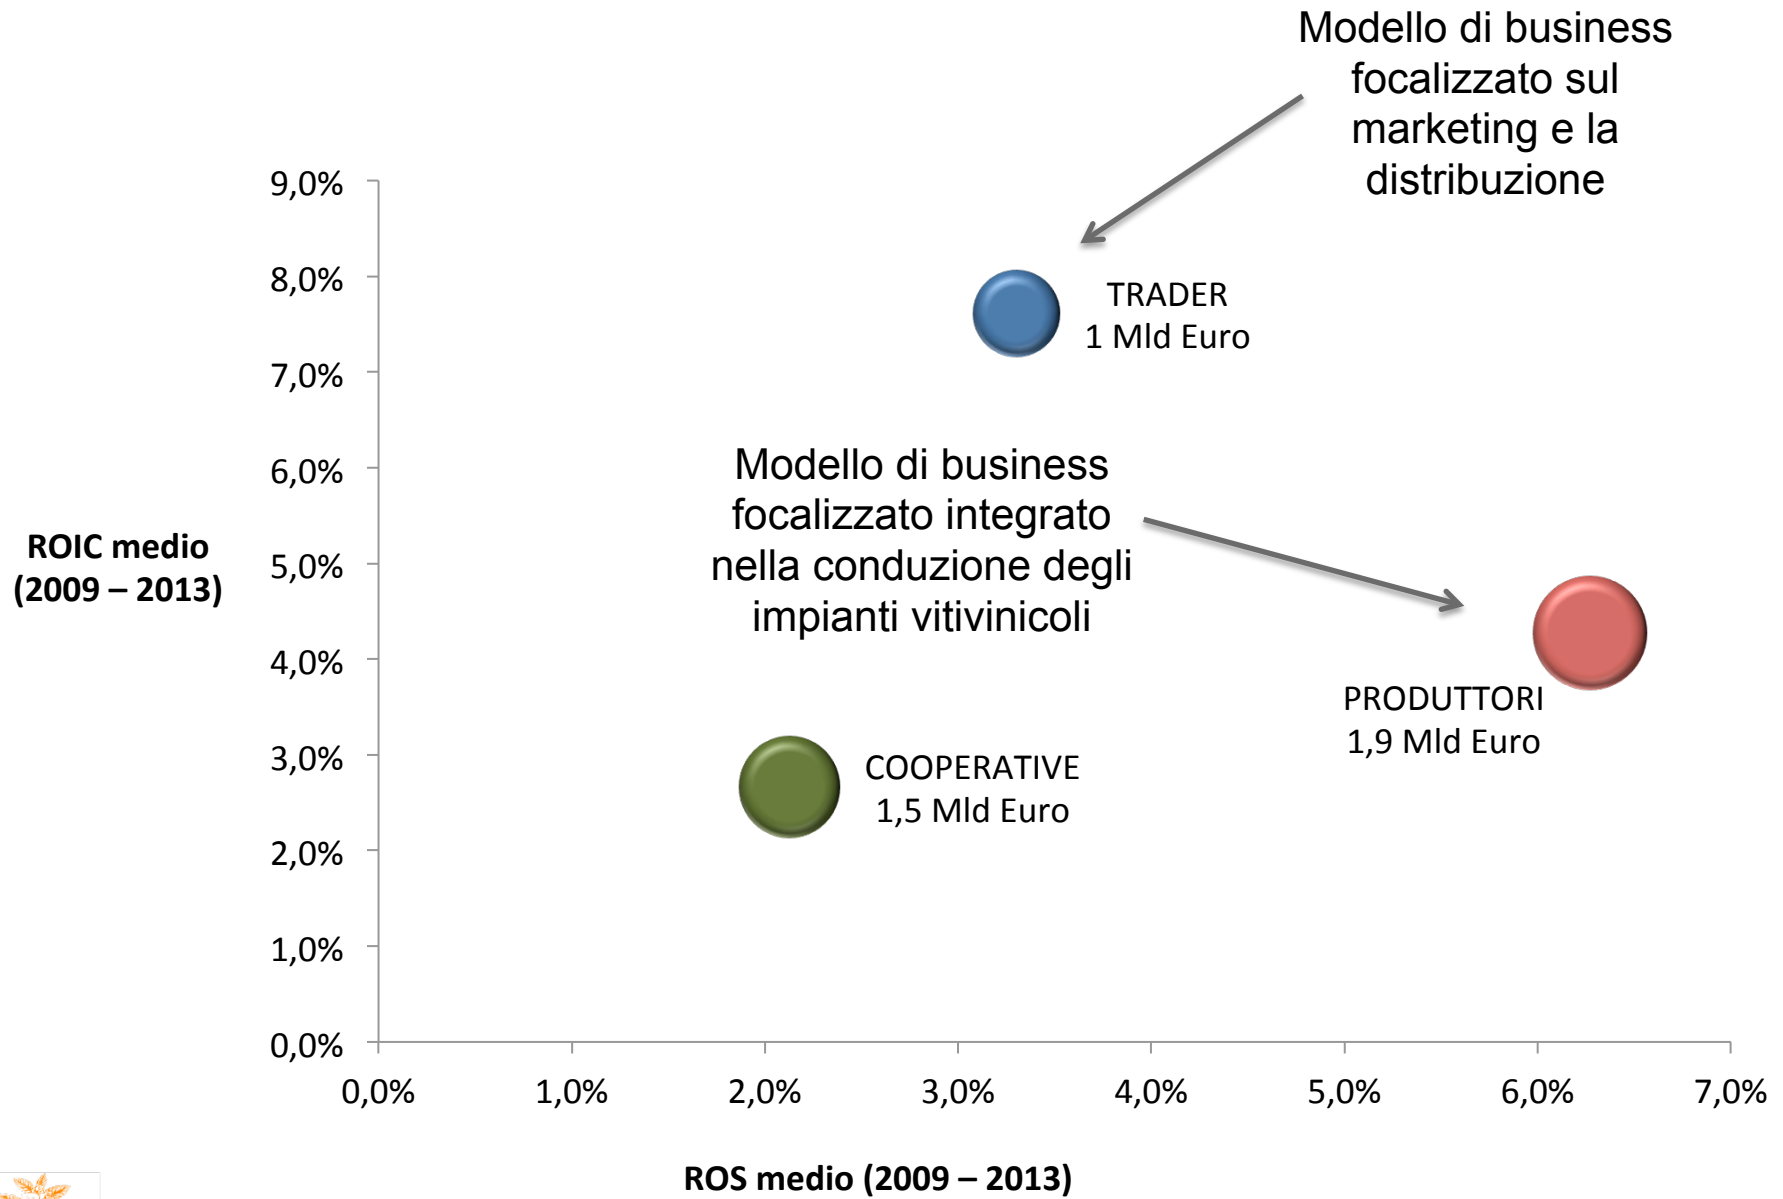 Modello di business
focalizzato sul
marketing e la
distribuzione
9,0%
8,0%
7,0%
6,0%
5,0%
4,0%
3,0%
2,0%
1,0%
0,0%
ROIC medio
(2009 – 2013)
TRADER
1 Mld Euro
Modello di business
focalizzato integrato
nella conduzione degli
impianti vitivinicoli
PRODUTTORI
1,9 Mld Euro
COOPERATIVE
1,5 Mld Euro
0,0% 1,0% 2,0% 3,0% 4,0% 5,0% 6,0% 7,0%
ROS medio (2009 – 2013)